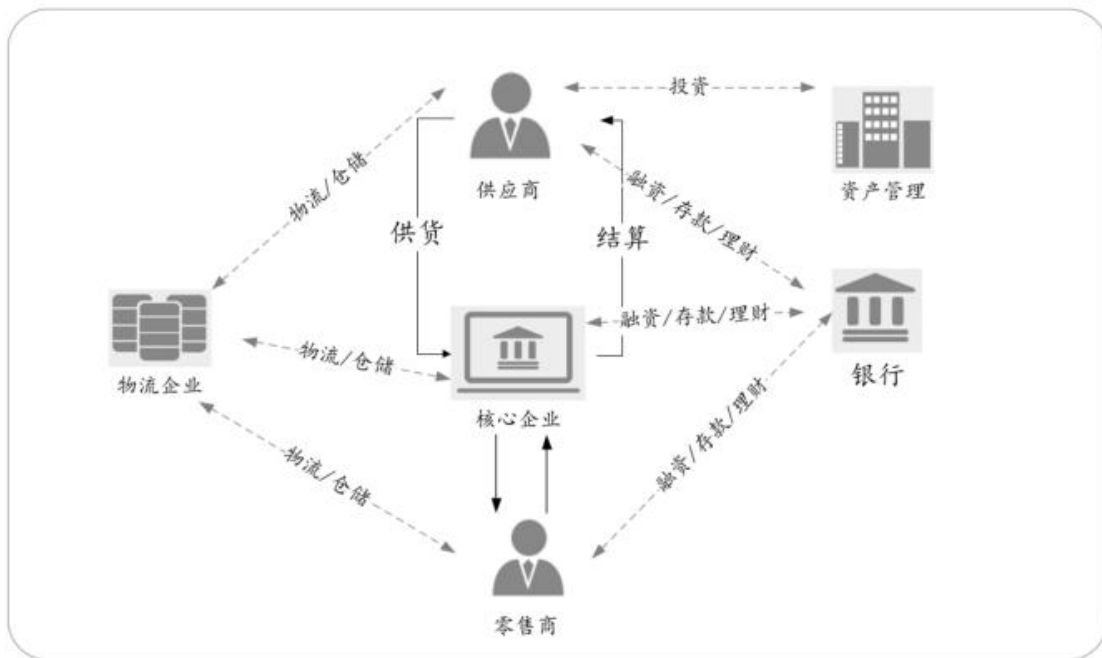 投资
供应商
资产管理
物流/仓储
融资/存款/理财
供货
结算
融资/存款/理财
物流/仓储
银行
物流企业
核心企业
物流/仓储
融资/存款/理财
零售商